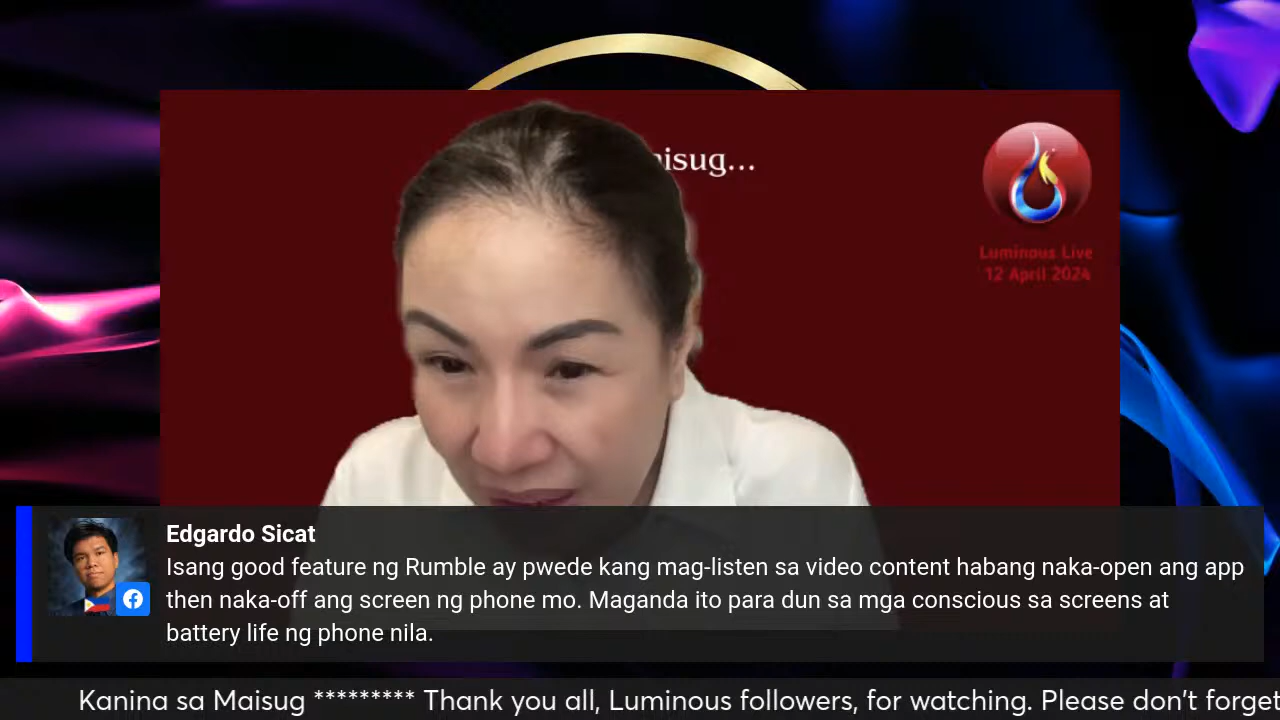 isug...
Luminous Live
12 April 2024
Edgardo Sicat
Isang good feature ng Rumble ay pwede kang mag-listen sa video content habang naka-open ang app
then naka-off ang screen ng phone mo. Maganda ito para dun sa mga conscious sa screens at
battery life ng phone nila.
Kanina sa Maisug ********* Thank you all, Luminous followers, for watching. Please don't forget